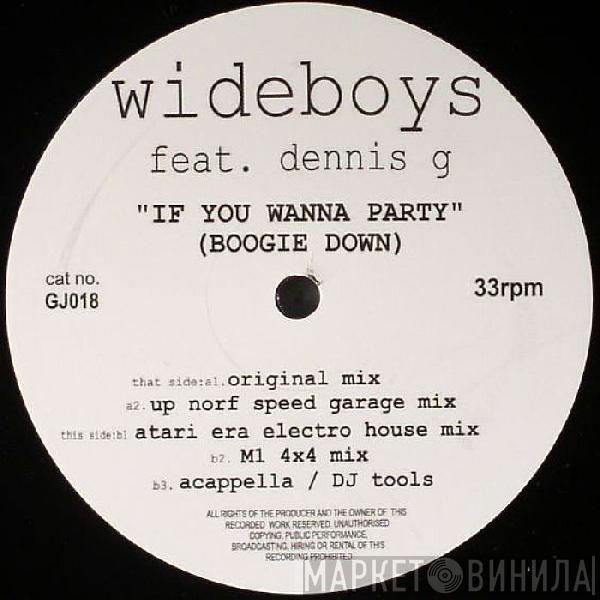 wideboys
feat. dennis g
"IF YOU WANNA PARTY"
(BOOGIE DOWN)
cat no.
GJ018
33rpm
that side:a1.original mix
a2.up norf speed garage mix
this side:b1 atari era electro house mix
b2. M1 4x4 mix
b3.acappella / DJ tools
ALL RIGHTS OF THE PRODUCER AND THE OWNER OF THIS
RECORDED WORK RESERVED. UNAUTHORISED
COPYING, PUBLIC PERFORMANCE,
BROADCASTING, HIRING OR RENTAL OF THIS
RECORDING PROHIBITED
МАРКЕТ ВИНИЛА